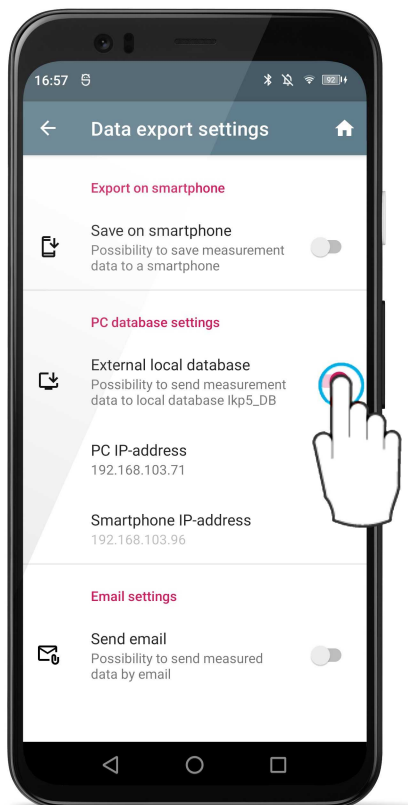 16:57
92
Data export settings
Export on smartphone
Save on smartphone
Possibility to save measurement
data to a smartphone
PC database settings
External local database
Possibility to send measurement
data to local database lkp5_DB
PC IP-address
192.168.103.71
Smartphone IP-address
192.168.103.96
Email settings
Send email
Possibility to send measured
data by email